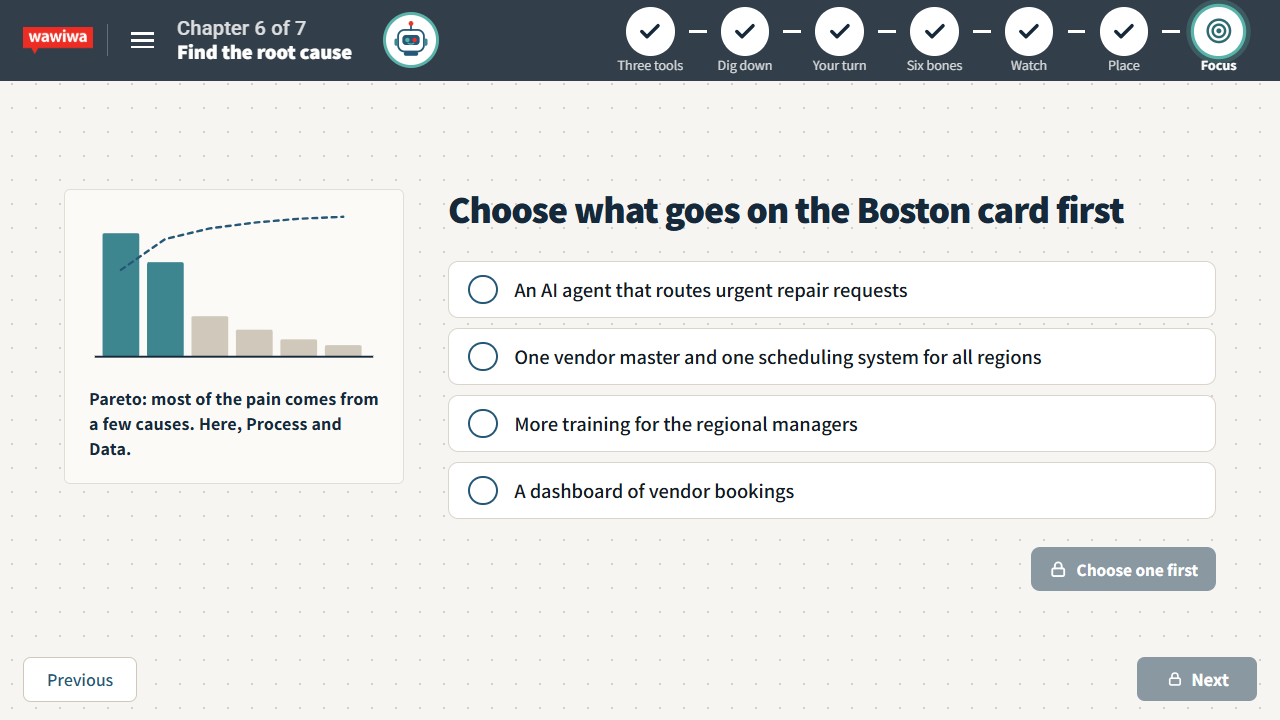 wawiwa
Chapter 6 of 7
Find the root cause
Three tools
Dig down
Your turn
Six bones
Watch
Place
Focus
Pareto: most of the pain comes from
a few causes. Here, Process and
Data.
Choose what goes on the Boston card first
An AI agent that routes urgent repair requests
One vendor master and one scheduling system for all regions
More training for the regional managers
A dashboard of vendor bookings
Choose one first
Previous
Next